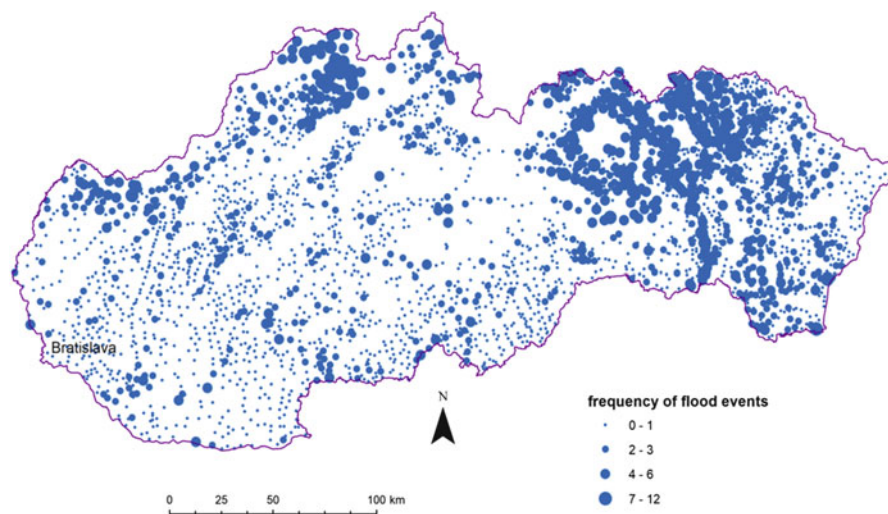 Bratislava
N
frequency of flood events
0 - 1
2 - 3
4 - 6
7 - 12
0 25 50 100 km